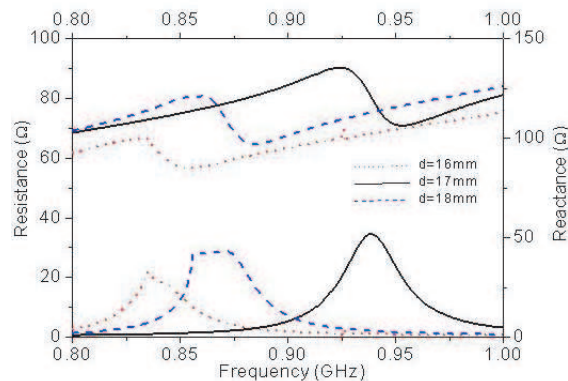 0.80 0.85 0.90 0.95 1.00
100 150
80
60 100
40 50
20
0 0
Resistance (Ω)
Reactance (Ω)
d=16mm
d=17mm
d=18mm
0.80 0.85 0.90 0.95 1.00
Frequency (GHz)